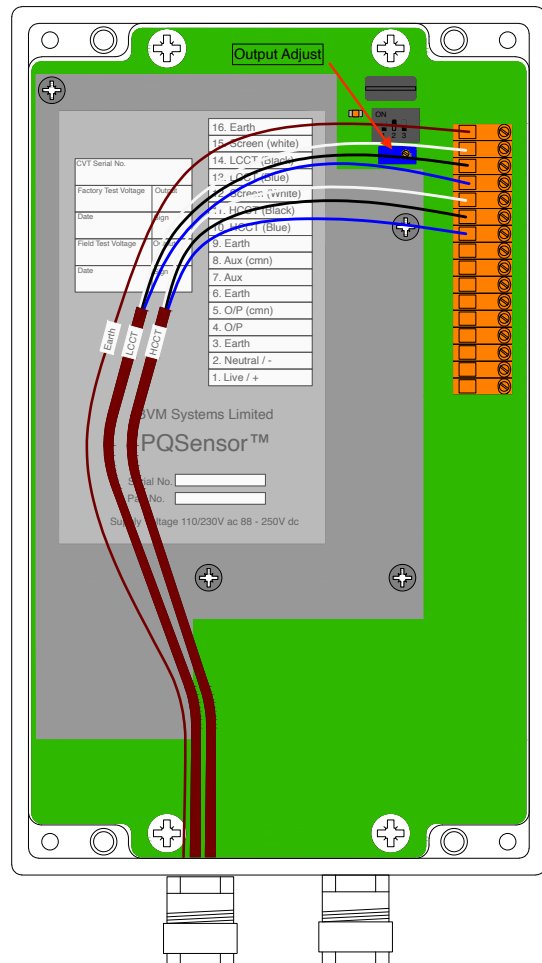 Output Adjust
ON
2 3
16. Earth
15. Screen (white)
14. LCCT (Black)
13. LCCT (Blue)
12. Screen (White)
11. HCCT (Black)
10. HCCT (Blue)
9. Earth
8. Aux (cmn)
7. Aux
6. Earth
5. O/P (cmn)
4. O/P
3. Earth
2. Neutral / -
1. Live / +
CVT Serial No.
Factory Test Voltage Output
Date Sign
Field Test Voltage Output
Date Sign
Earth
LCCT
HCCT
BVM Systems Limited
PQSensor™
Serial No.
Part No.
Supply Voltage 110/230V ac 88 - 250V dc